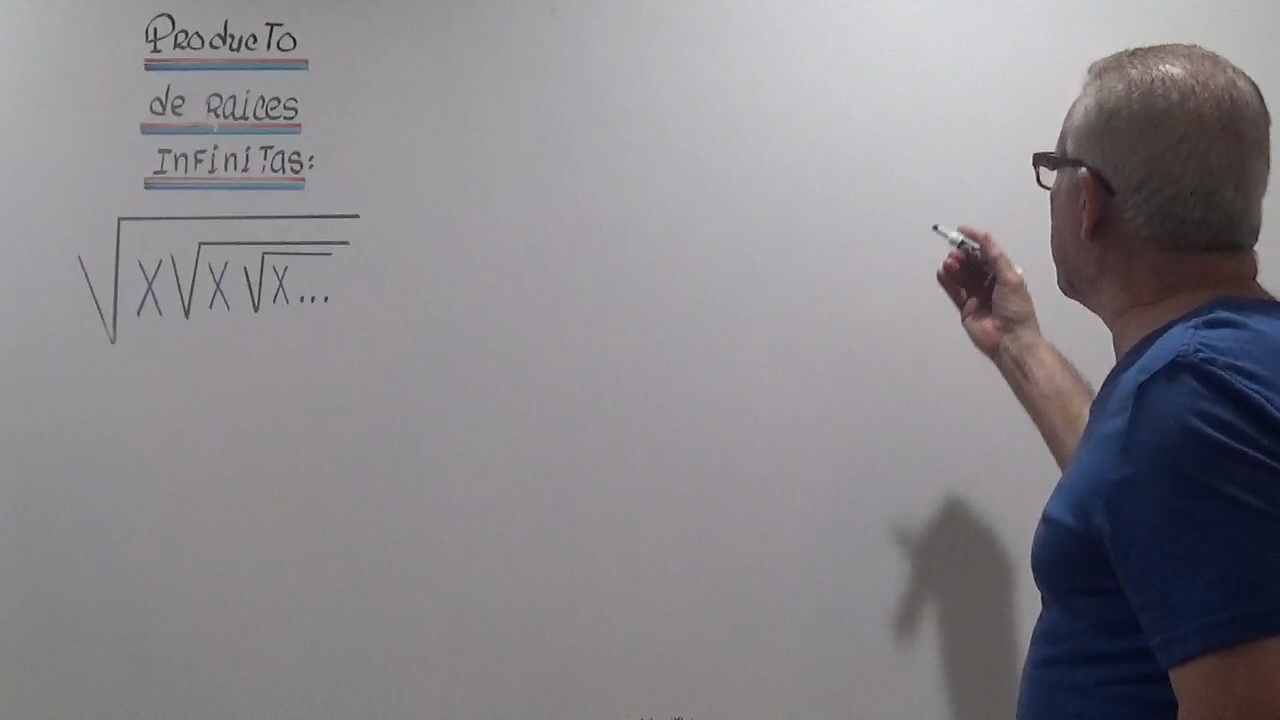 Producto
de raices
Infinitas:
√(X√(X√(X...